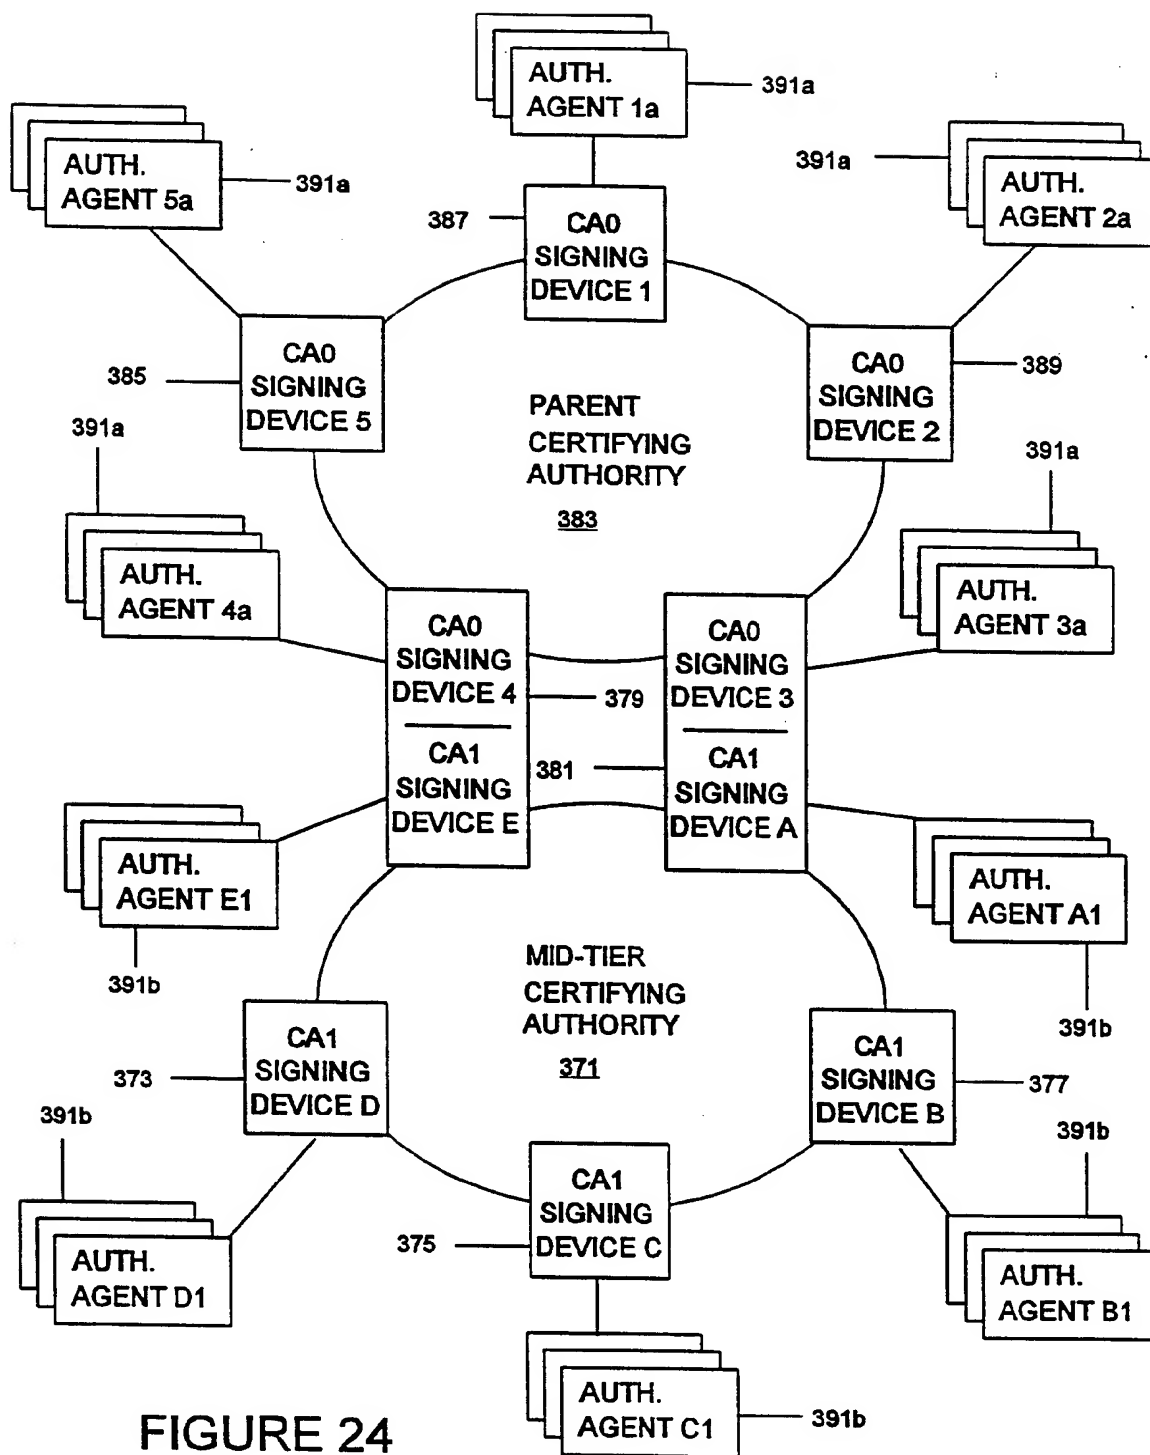 AUTH.
AGENT 1a
391a
AUTH.
AGENT 5a
391a
391a
AUTH.
AGENT 2a
387
CA0
SIGNING
DEVICE 1
385
CA0
SIGNING
DEVICE 5
CA0
SIGNING
DEVICE 2
389
PARENT
CERTIFYING
AUTHORITY
383
391a
AUTH.
AGENT 4a
391a
AUTH.
AGENT 3a
CA0
SIGNING
DEVICE 4
379
CA0
SIGNING
DEVICE 3
CA1
SIGNING
DEVICE E
381
CA1
SIGNING
DEVICE A
AUTH.
AGENT E1
391b
AUTH.
AGENT A1
391b
MID-TIER
CERTIFYING
AUTHORITY
371
373
CA1
SIGNING
DEVICE D
CA1
SIGNING
DEVICE B
377
391b
AUTH.
AGENT D1
375
CA1
SIGNING
DEVICE C
391b
AUTH.
AGENT B1
AUTH.
AGENT C1
391b
FIGURE 24